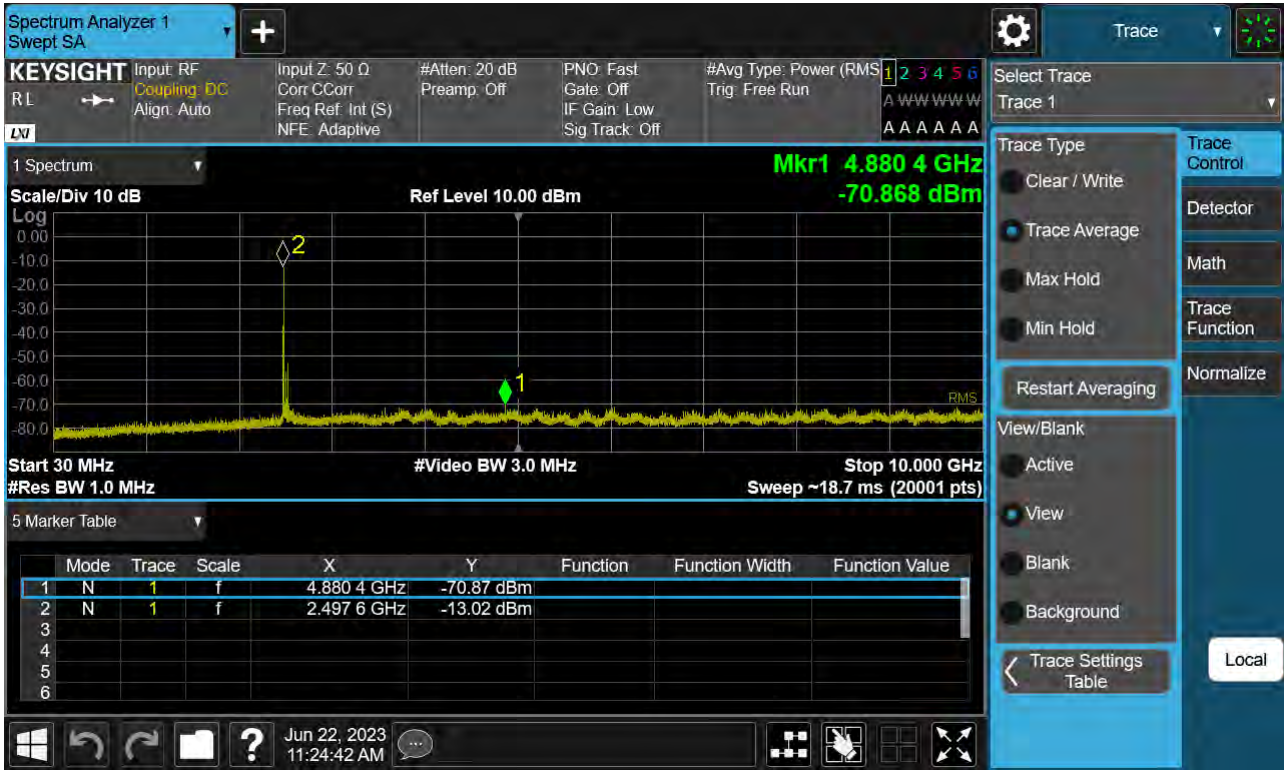 Spectrum Analyzer 1
Swept SA
+
Trace
KEYSIGHT
RL
LXI
Input: RF
Coupling: DC
Align: Auto
Input Z: 50 Ω
Corr CCorr
Freq Ref: Int (S)
NFE: Adaptive
#Atten: 20 dB
Preamp: Off
PNO: Fast
Gate: Off
IF Gain: Low
Sig Track: Off
#Avg Type: Power (RMS
Trig: Free Run
1 2 3 4 5 6
A W W W W W
A A A A A A
Select Trace
Trace 1
1 Spectrum
Mkr1 4.880 4 GHz
Scale/Div 10 dB
Ref Level 10.00 dBm
-70.868 dBm
Log
0.00
-10.0
-20.0
-30.0
-40.0
-50.0
-60.0
-70.0
-80.0
2
1
RMS
Start 30 MHz
#Video BW 3.0 MHz
Stop 10.000 GHz
#Res BW 1.0 MHz
Sweep ~18.7 ms (20001 pts)
5 Marker Table
Mode Trace Scale X Y Function Function Width Function Value
1 N 1 f 4.880 4 GHz -70.87 dBm
2 N 1 f 2.497 6 GHz -13.02 dBm
3
4
5
6
Trace Type
Clear / Write
Trace Average
Max Hold
Min Hold
Restart Averaging
View/Blank
Active
View
Blank
Background
Trace Settings
Table
Trace
Control
Detector
Math
Trace
Function
Normalize
Local
?
Jun 22, 2023
11:24:42 AM